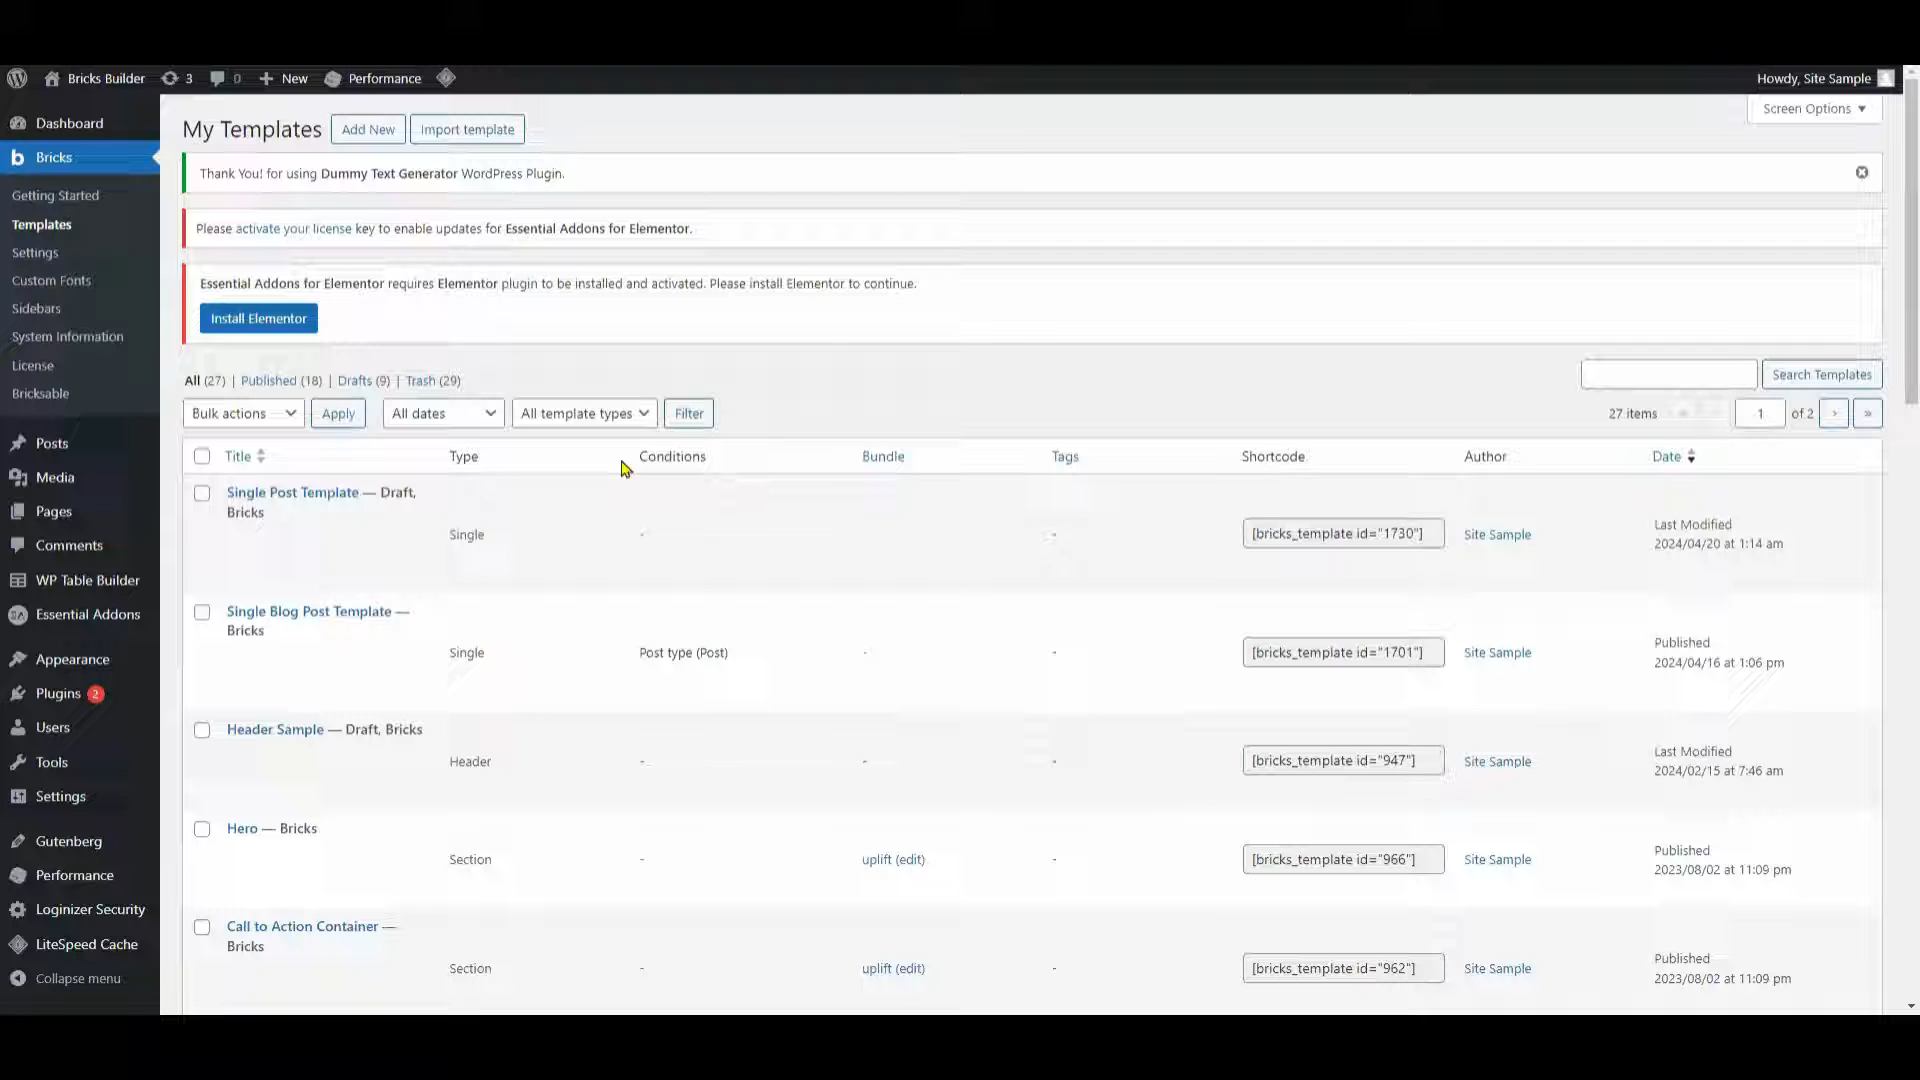 Bricks Builder 3 0 New Performance Howdy, Site Sample
Screen Options
Dashboard
Bricks
Getting Started
Templates
Settings
Custom Fonts
Sidebars
System Information
License
Bricksable
Posts
Media
Pages
Comments
WP Table Builder
Essential Addons
Appearance
Plugins 2
Users
Tools
Settings
Gutenberg
Performance
Loginizer Security
LiteSpeed Cache
Collapse menu
My Templates Add New Import template
Thank You! for using Dummy Text Generator WordPress Plugin.
Please activate your license key to enable updates for Essential Addons for Elementor.
Essential Addons for Elementor requires Elementor plugin to be installed and activated. Please install Elementor to continue.
Install Elementor
All (27) | Published (18) | Drafts (9) | Trash (29) Search Templates
Bulk actions Apply All dates All template types Filter 27 items « ‹ 1 of 2 › »
Title Type Conditions Bundle Tags Shortcode Author Date
Single Post Template — Draft,
Bricks
Single - - [bricks_template id="1730"] Site Sample
Last Modified
2024/04/20 at 1:14 am
Single Blog Post Template —
Bricks
Single Post type (Post) - - [bricks_template id="1701"] Site Sample
Published
2024/04/16 at 1:06 pm
Header Sample — Draft, Bricks
Header - - - [bricks_template id="947"] Site Sample
Last Modified
2024/02/15 at 7:46 am
Hero — Bricks
Section - uplift (edit) - [bricks_template id="966"] Site Sample
Published
2023/08/02 at 11:09 pm
Call to Action Container —
Bricks
Section - uplift (edit) - [bricks_template id="962"] Site Sample
Published
2023/08/02 at 11:09 pm